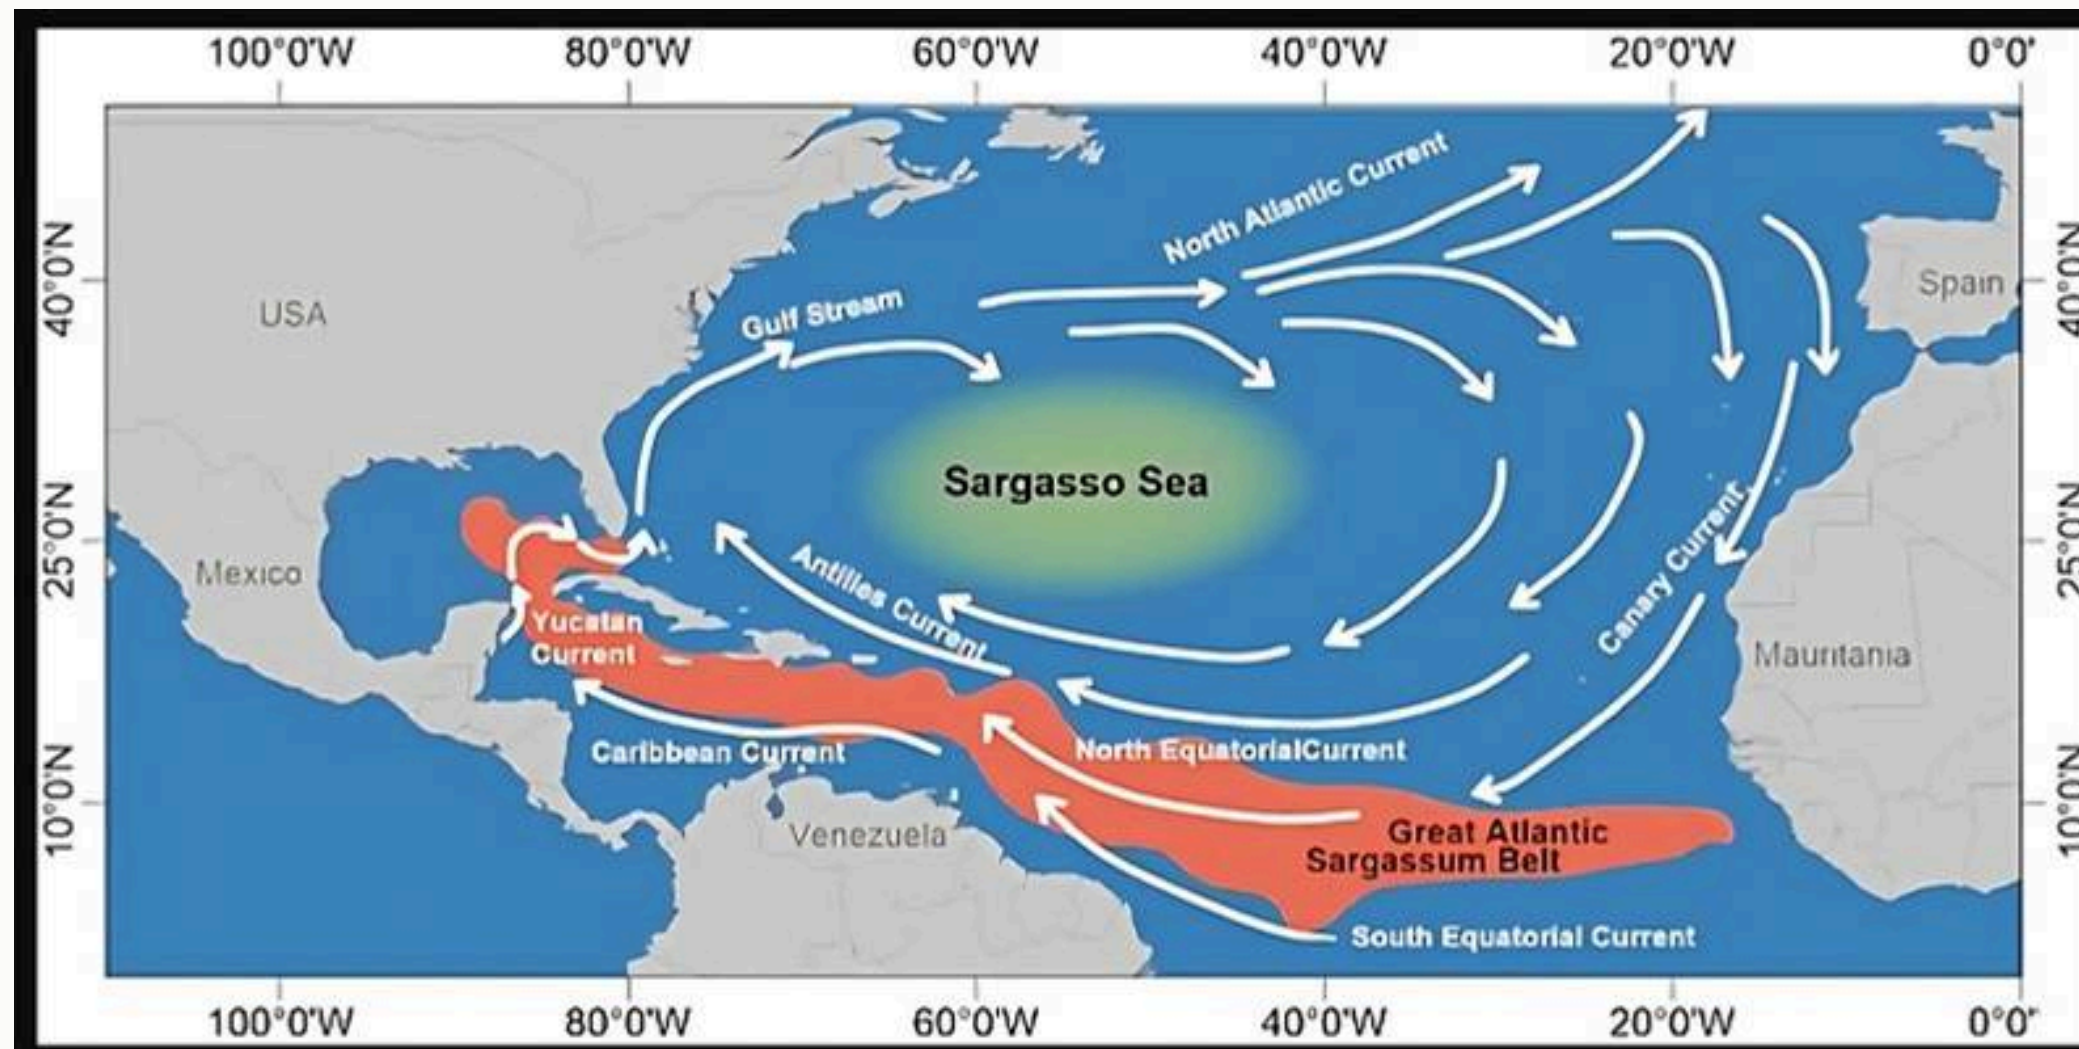 100°0'W 80°0'W 60°0'W 40°0'W 20°0'W 0°0'
North Atlantic Current
40°0'N
40°0'N
USA
Gulf Stream
Spain
Sargasso Sea
25°0'N
25°0'N
Mexico
Antilles Current
Canary Current
Yucatan
Current
Mauritania
Caribbean Current
North EquatorialCurrent
10°0'N
10°0'N
Venezuela
Great Atlantic
Sargassum Belt
South Equatorial Current
100°0'W 80°0'W 60°0'W 40°0'W 20°0'W 0°0'